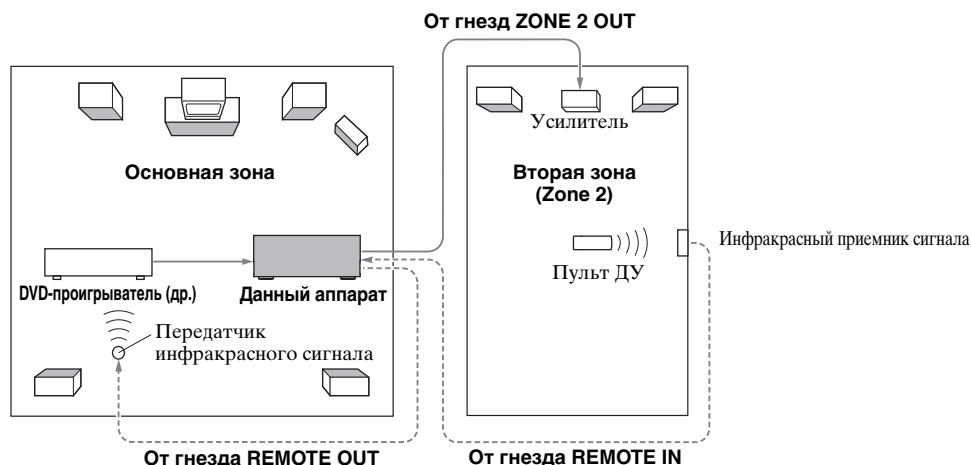 От гнезд ZONE 2 OUT
Усилитель
Основная зона
Вторая зона
(Zone 2)
Инфракрасный приемник сигнала
Пульт ДУ
DVD-проигрыватель (др.)
Данный аппарат
Передатчик
инфракрасного сигнала
От гнезда REMOTE OUT
От гнезда REMOTE IN